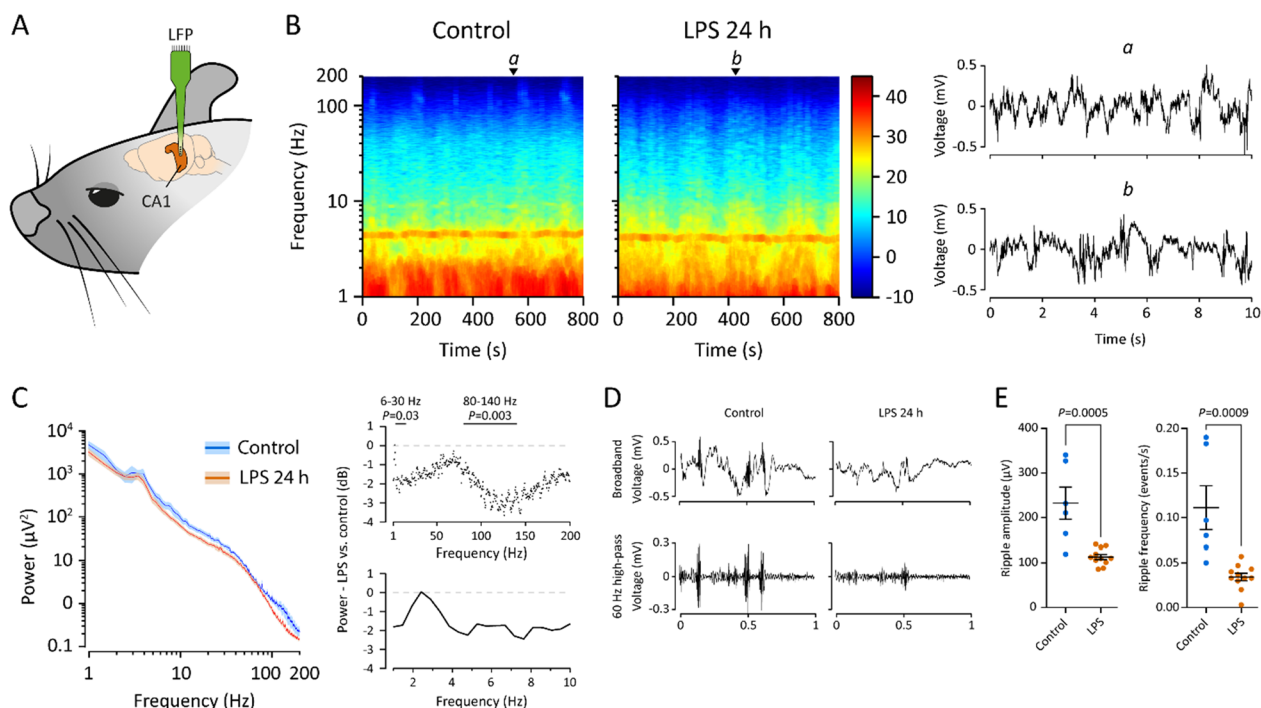 A
LFP
CA1
B
Control
LPS 24 h
a
b
200
100
10
1
Frequency (Hz)
0 200 400 600 800
0 200 400 600 800
Time (s)
Time (s)
40
30
20
10
0
-10
a
0.5
0
-0.5
Voltage (mV)
b
0.5
0
-0.5
Voltage (mV)
0 2 4 6 8 10
Time (s)
C
10⁴
10³
10²
10
0
0.1
Power (µV²)
Control
LPS 24 h
1 10 100 200
Frequency (Hz)
6-30 Hz
P=0.03
80-140 Hz
P=0.003
1
0
-1
-2
-3
-4
0 50 100 150 200
Frequency (Hz)
Power - LPS vs. control (dB)
1
0
-1
-2
-3
-4
2 4 6 8 10
Frequency (Hz)
D
Control
LPS 24 h
Broadband
Voltage (mV)
0.5
0
-0.5
60 Hz high-pass
Voltage (mV)
0.3
0
-0.3
0 0.5 1
0 0.5 1
E
P=0.0005
Ripple amplitude (µV)
400
300
200
100
0
Control
LPS
P=0.0009
Ripple frequency (events/s)
0.20
0.15
0.10
0.05
0.00
Control
LPS